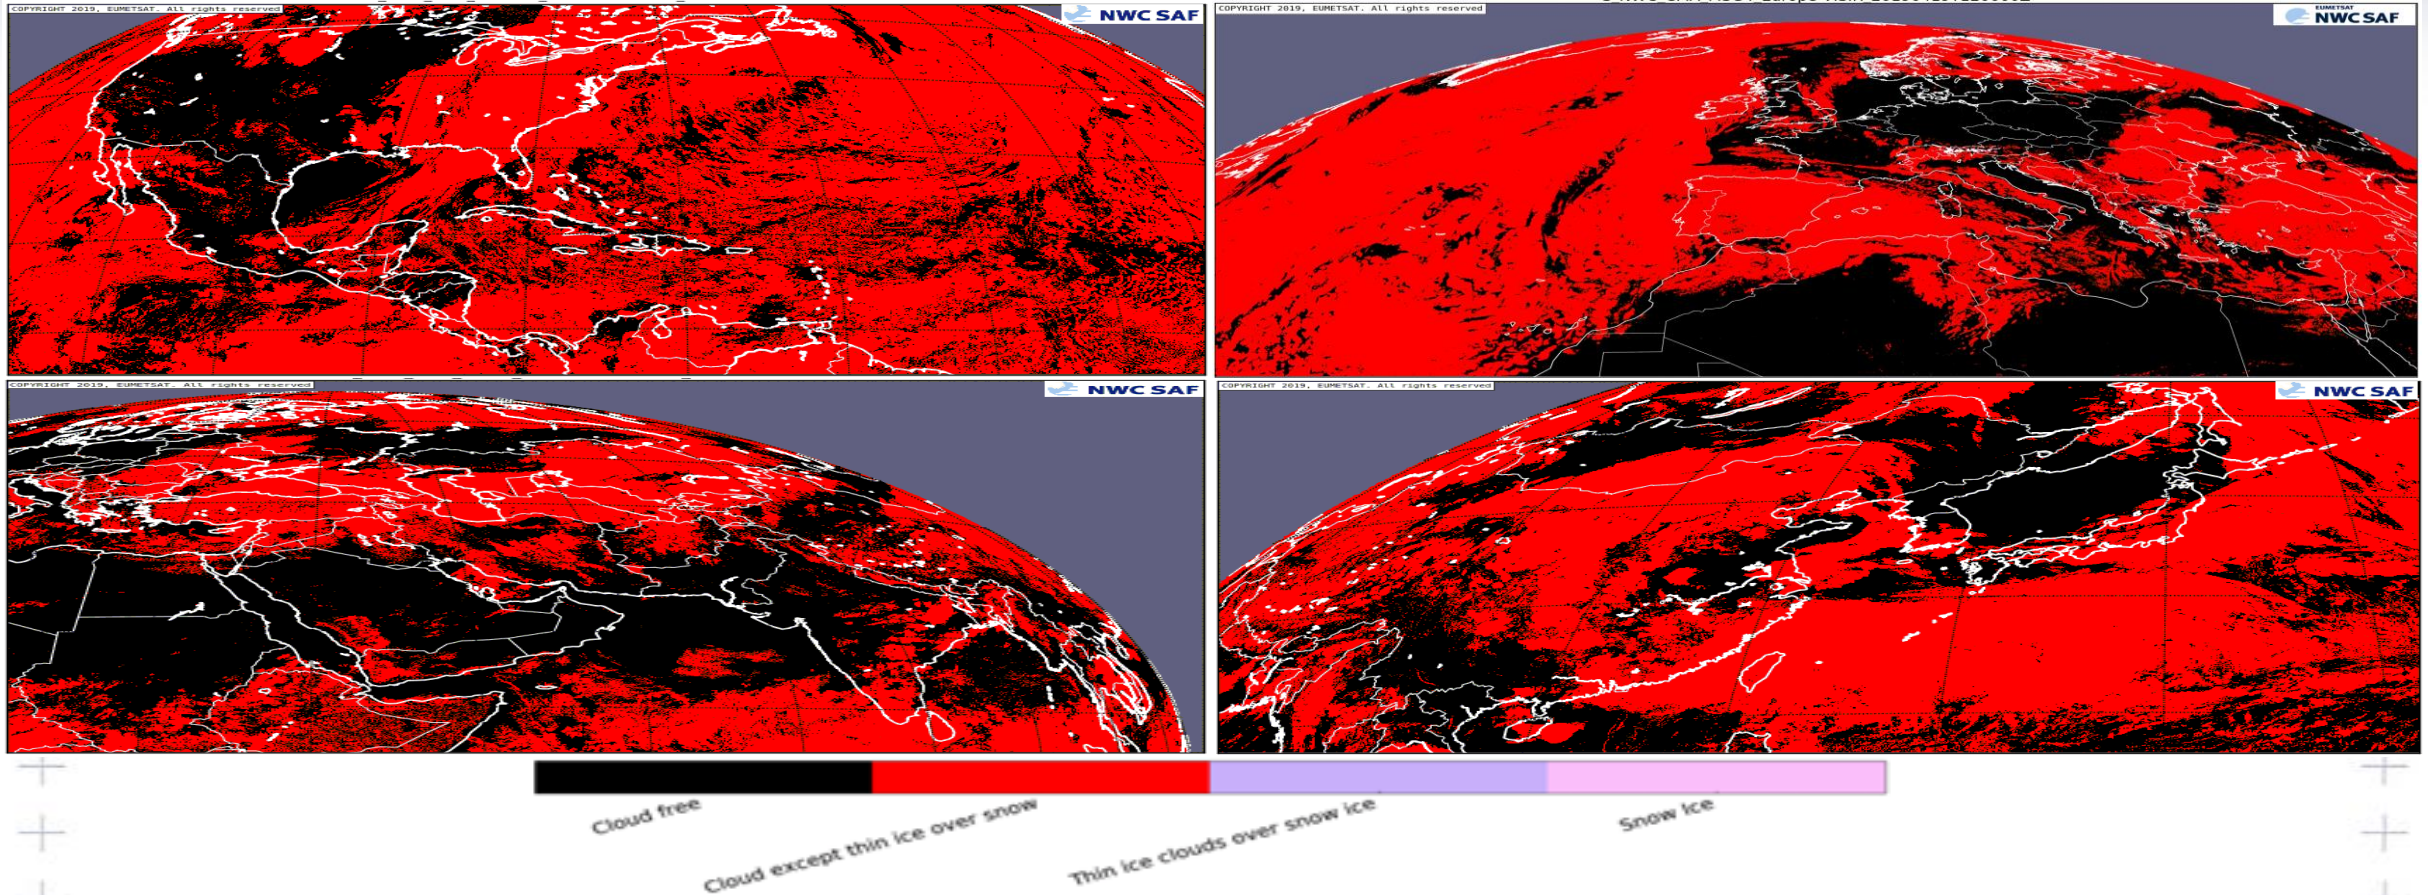 COPYRIGHT 2019, EUMETSAT. All rights reserved
NWC SAF
COPYRIGHT 2019, EUMETSAT. All rights reserved
EUMETSAT
NWC SAF
COPYRIGHT 2019, EUMETSAT. All rights reserved
NWC SAF
COPYRIGHT 2019, EUMETSAT. All rights reserved
NWC SAF
Cloud free
Cloud except thin ice over snow
Thin ice clouds over snow ice
Snow Ice